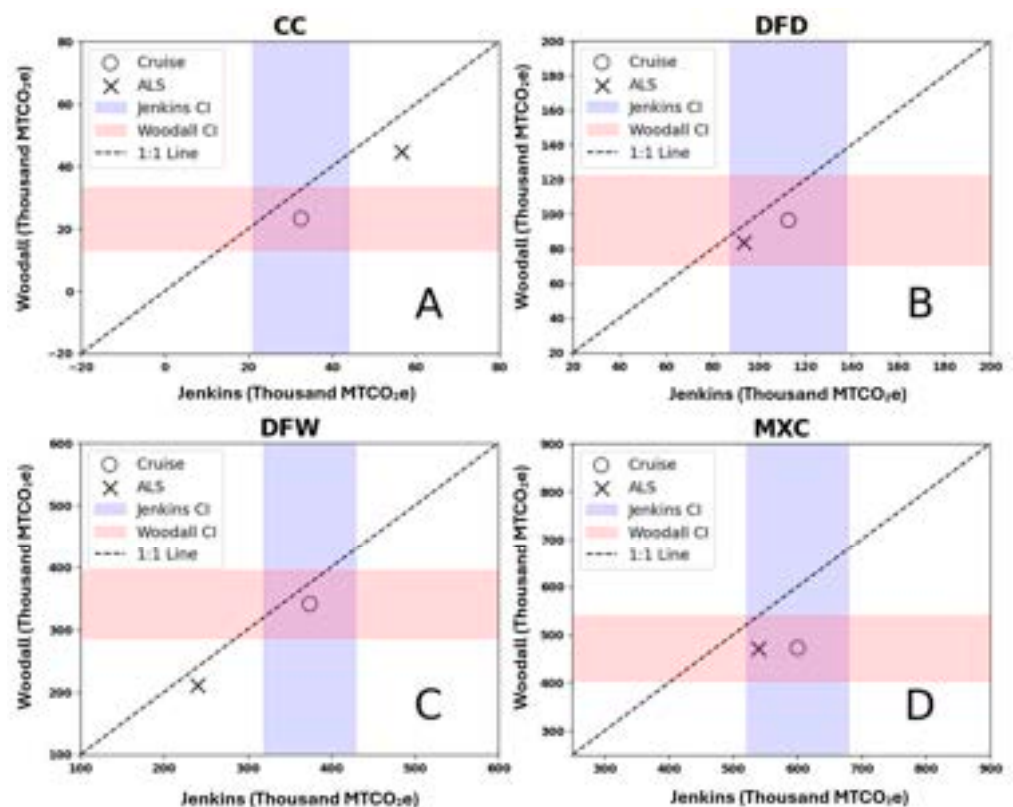 CC
80
60
40
20
0
−20
−20
0
20
40
60
80
Woodall (Thousand MTCO₂e)
Jenkins (Thousand MTCO₂e)
Cruise
ALS
Jenkins CI
Woodall CI
1:1 Line
A
DFD
200
180
160
140
120
100
80
60
40
20
20
40
60
80
100
120
140
160
180
200
Woodall (Thousand MTCO₂e)
Jenkins (Thousand MTCO₂e)
Cruise
ALS
Jenkins CI
Woodall CI
1:1 Line
B
DFW
600
500
400
300
200
100
100
200
300
400
500
600
Woodall (Thousand MTCO₂e)
Jenkins (Thousand MTCO₂e)
Cruise
ALS
Jenkins CI
Woodall CI
1:1 Line
C
MXC
900
800
700
600
500
400
300
300
400
500
600
700
800
900
Woodall (Thousand MTCO₂e)
Jenkins (Thousand MTCO₂e)
Cruise
ALS
Jenkins CI
Woodall CI
1:1 Line
D